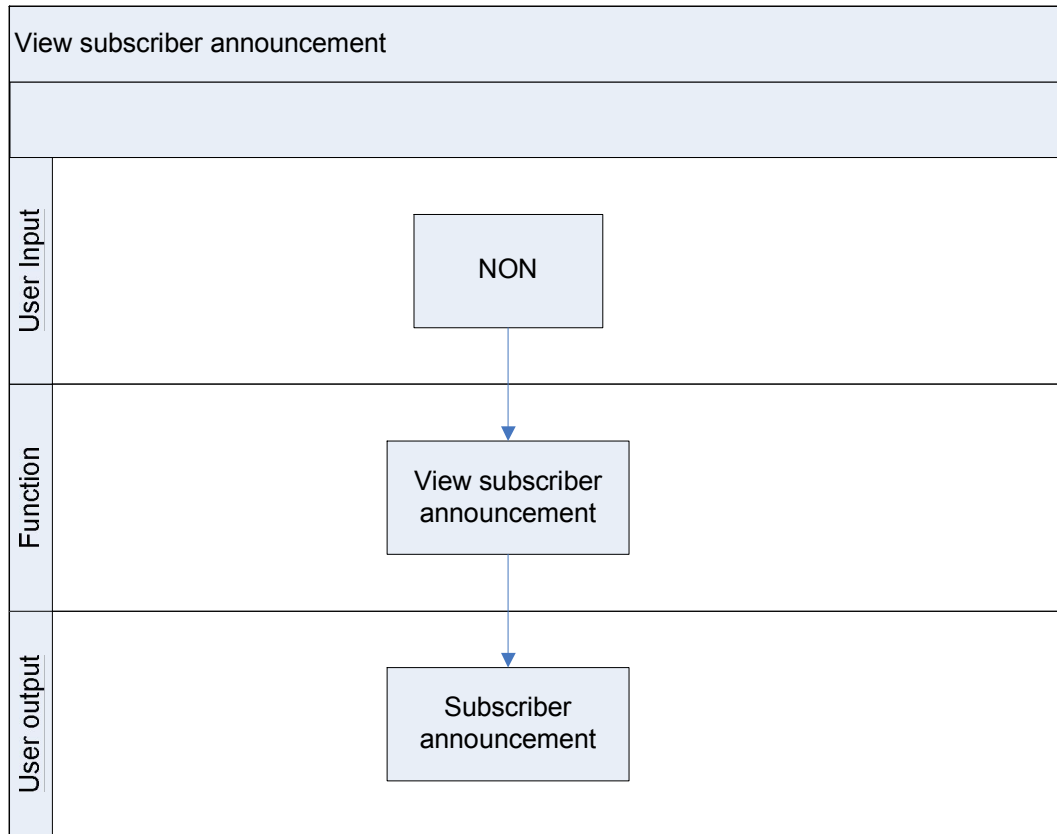 View subscriber announcement
User Input
NON
Function
View subscriber
announcement
User output
Subscriber
announcement